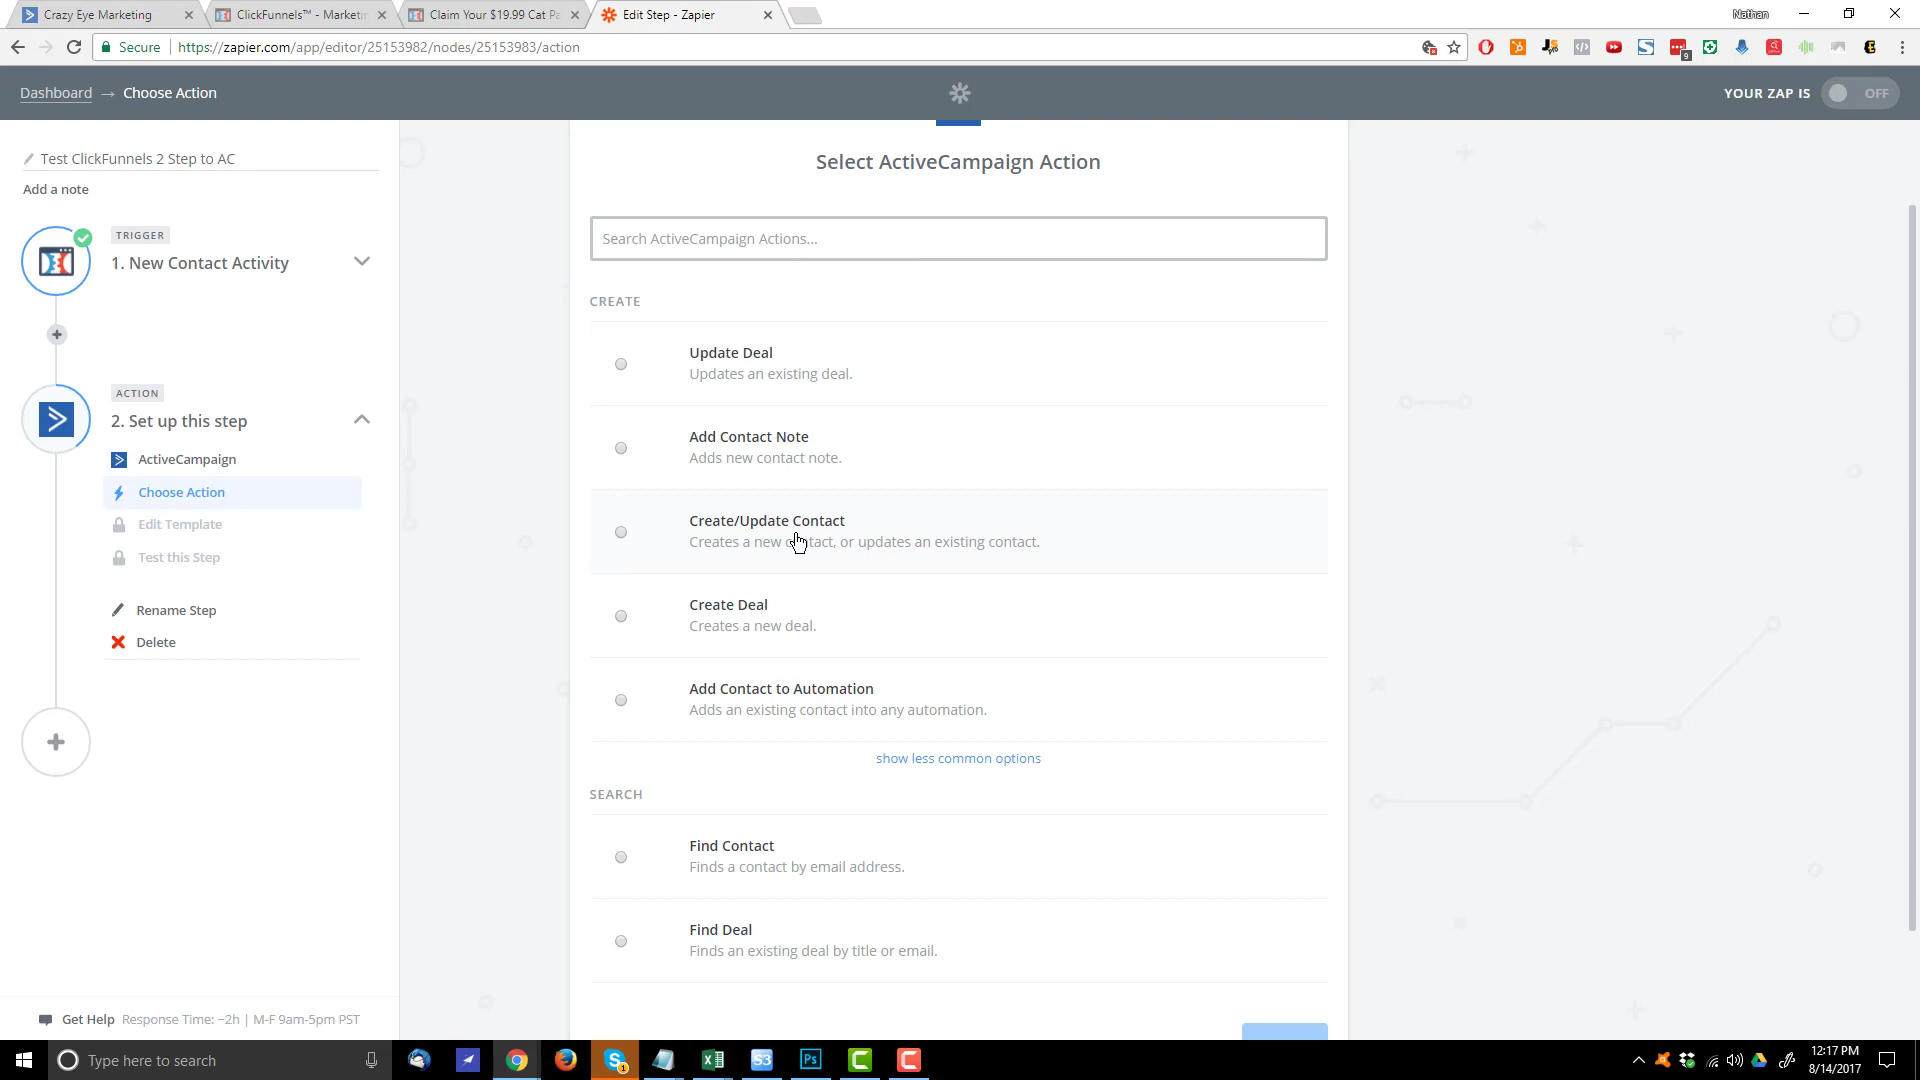 Crazy Eye Marketing
ClickFunnels™ - Marketin
Claim Your $19.99 Cat Pa
Edit Step - Zapier
Nathan
Secure
https://zapier.com/app/editor/25153982/nodes/25153983/action
9
Dashboard → Choose Action
YOUR ZAP IS
OFF
Test ClickFunnels 2 Step to AC
Add a note
TRIGGER
1. New Contact Activity
ACTION
2. Set up this step
ActiveCampaign
Choose Action
Edit Template
Test this Step
Rename Step
Delete
Get Help
Response Time: ~2h | M-F 9am-5pm PST
Select ActiveCampaign Action
Search ActiveCampaign Actions...
CREATE
Update Deal
Updates an existing deal.
Add Contact Note
Adds new contact note.
Create/Update Contact
Creates a new contact, or updates an existing contact.
Create Deal
Creates a new deal.
Add Contact to Automation
Adds an existing contact into any automation.
show less common options
SEARCH
Find Contact
Finds a contact by email address.
Find Deal
Finds an existing deal by title or email.
Type here to search
1
S3
Ps
12:17 PM
8/14/2017